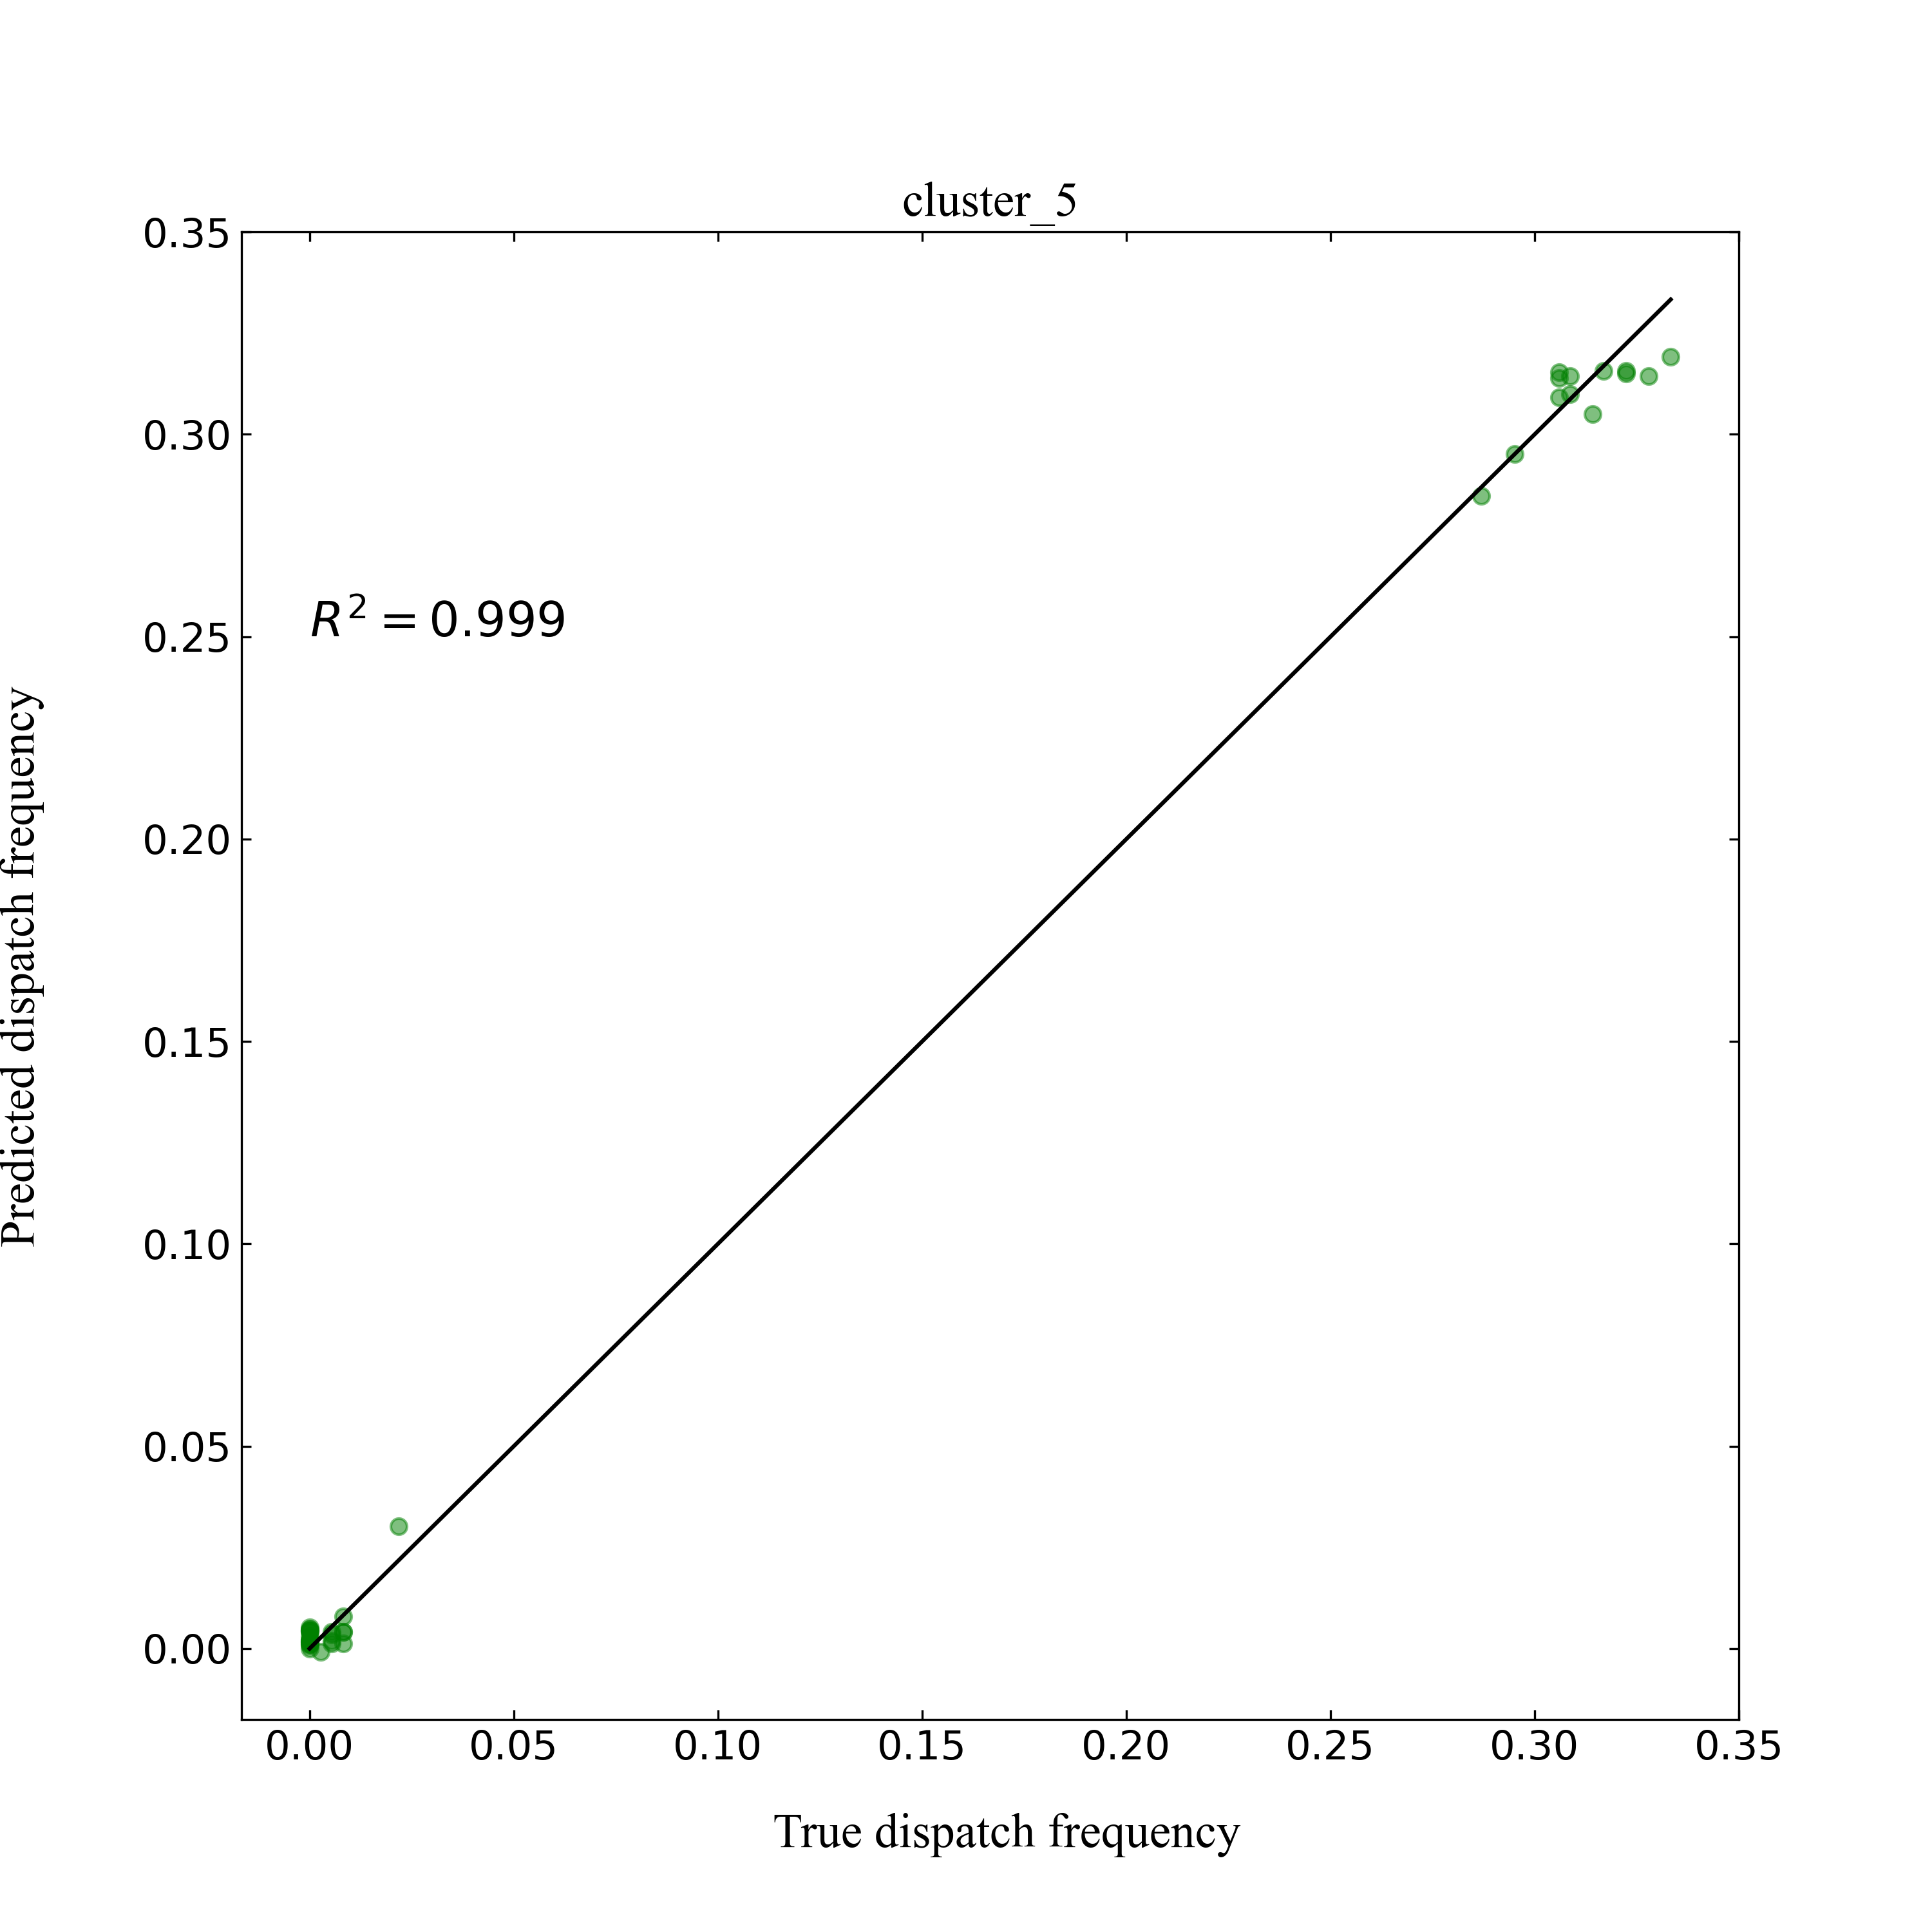 cluster_5
0.35
0.30
0.25
0.20
0.15
0.10
0.05
0.00
R² = 0.999
Predicted dispatch frequency
0.00 0.05 0.10 0.15 0.20 0.25 0.30 0.35
True dispatch frequency